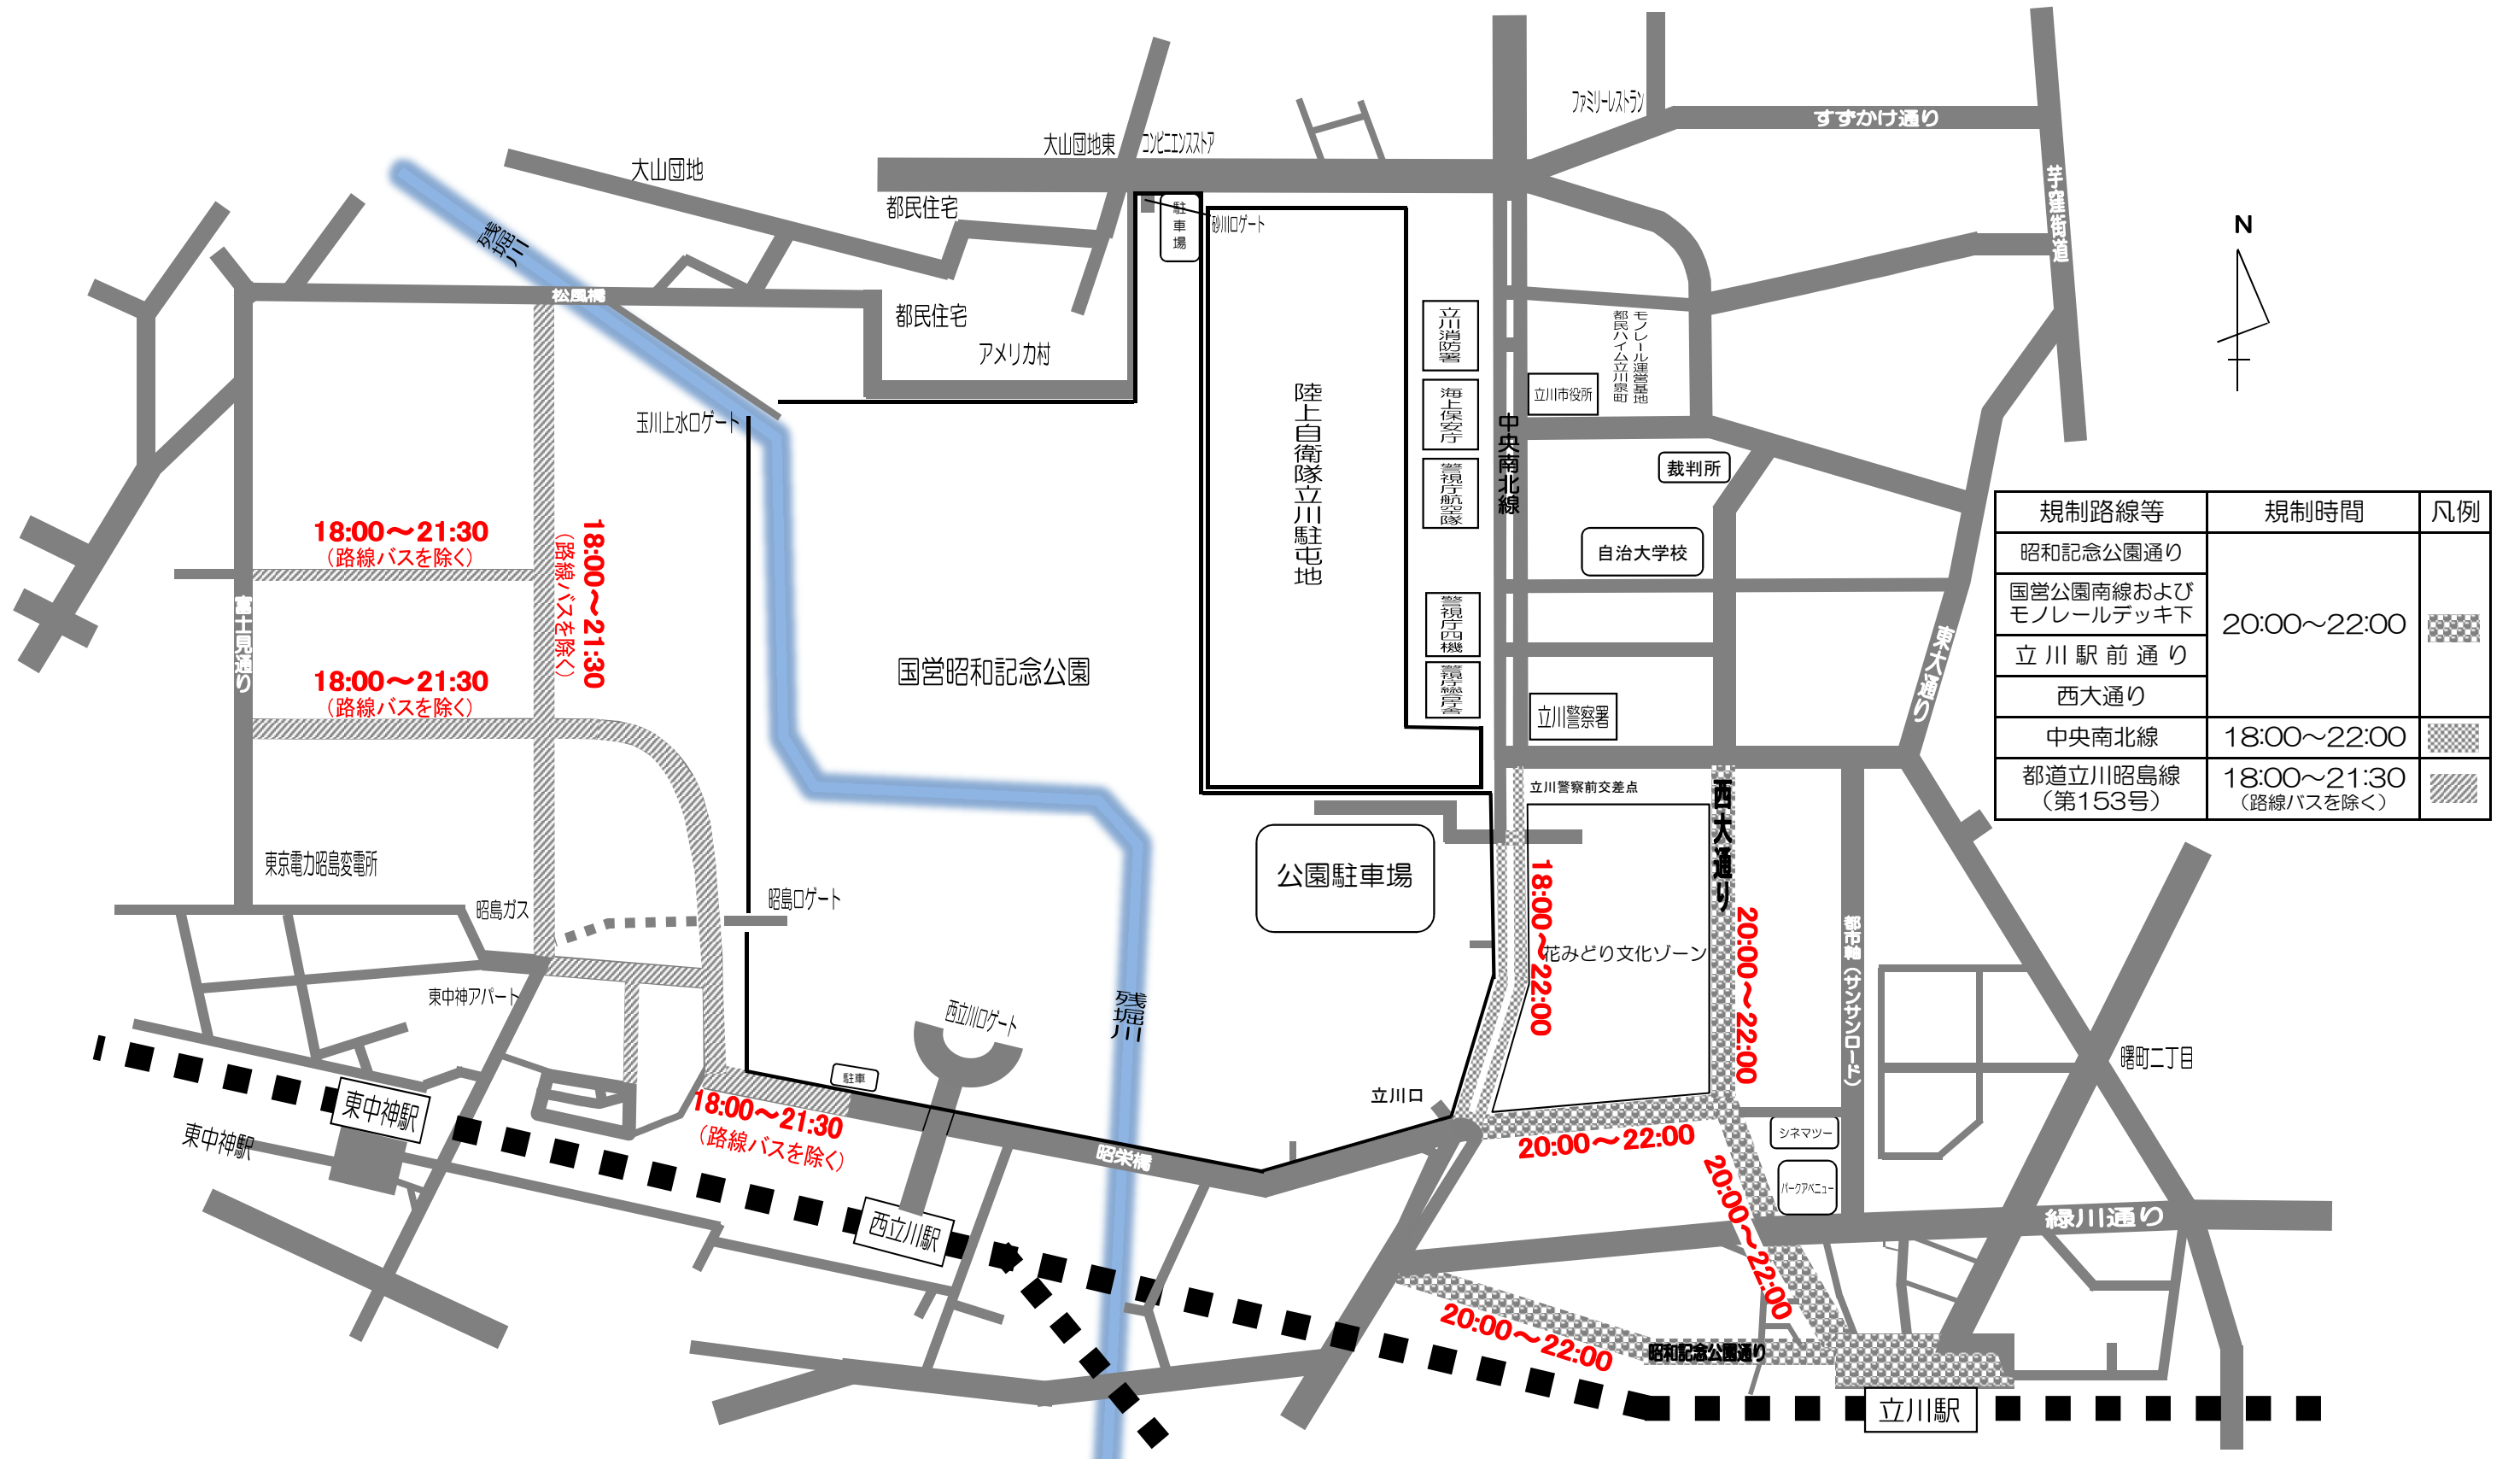 ファミリーレストラン
すずかけ通り
大山団地東
コンビニエンスストア
大山団地
都民住宅
駐車場
砂川口ゲート
芋窪街道
N
残堀川
松風橋
都民住宅
アメリカ村
立川消防署
モノレール運営基地
都民ハイム立川泉町
玉川上水口ゲート
陸上自衛隊立川駐屯地
海上保安庁
立川市役所
中央南北線
警視庁航空隊
裁判所
自治大学校
規制路線等
規制時間
凡例
昭和記念公園通り
国営公園南線および
モノレールデッキ下
立川駅前通り
西大通り
20:00～22:00
中央南北線
18:00～22:00
都道立川昭島線
（第153号）
18:00～21:30
（路線バスを除く）
18:00～21:30
（路線バスを除く）
18:00～21:30
（路線バスを除く）
富士見通り
18:00～21:30
（路線バスを除く）
国営昭和記念公園
警視庁四機
警視庁総合庁舎
立川警察署
東大通り
立川警察前交差点
西大通り
公園駐車場
18:00～22:00
花みどり文化ゾーン
20:00～22:00
都市軸（サンサンロード）
東京電力昭島変電所
昭島ガス
昭島口ゲート
東中神アパート
西立川口ゲート
残堀川
駐車
立川口
曙町二丁目
東中神駅
東中神駅
18:00～21:30
（路線バスを除く）
昭栄橋
20:00～22:00
シネマツー
パークアベニュー
20:00～22:00
緑川通り
西立川駅
20:00～22:00
昭和記念公園通り
立川駅